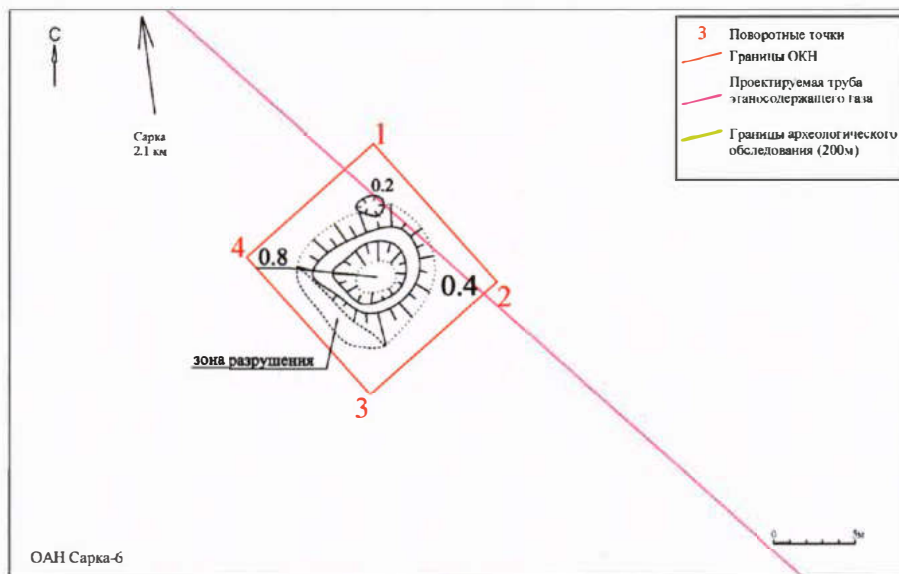 С
Сарка
2.1 км
3 Поворотные точки
Границы ОКН
Проектируемая труба
этаносодержащего газа
Границы археологического
обследования (200м)
1
0.2
4
0.8
0.4
2
зона разрушения
3
0 5м
ОАН Сарка-6